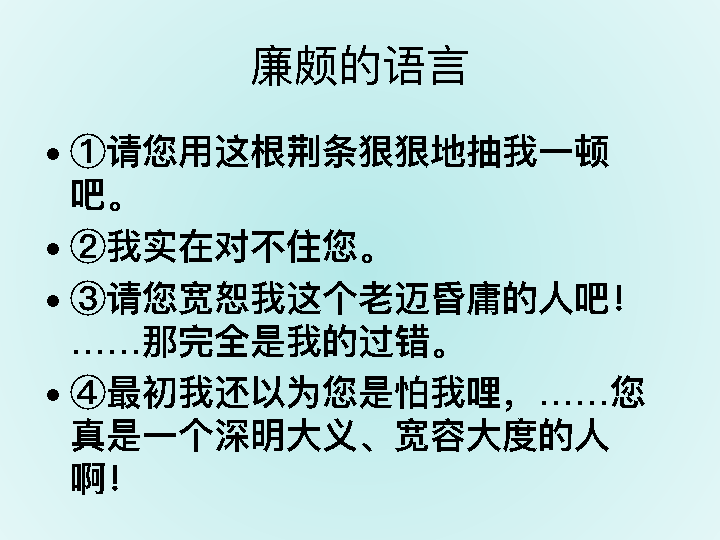 廉颇的语言
• ①请您用这根荆条狠狠地抽我一顿
吧。
• ②我实在对不住您。
• ③请您宽恕我这个老迈昏庸的人吧！
……那完全是我的过错。
• ④最初我还以为您是怕我哩，……您
真是一个深明大义、宽容大度的人
啊！